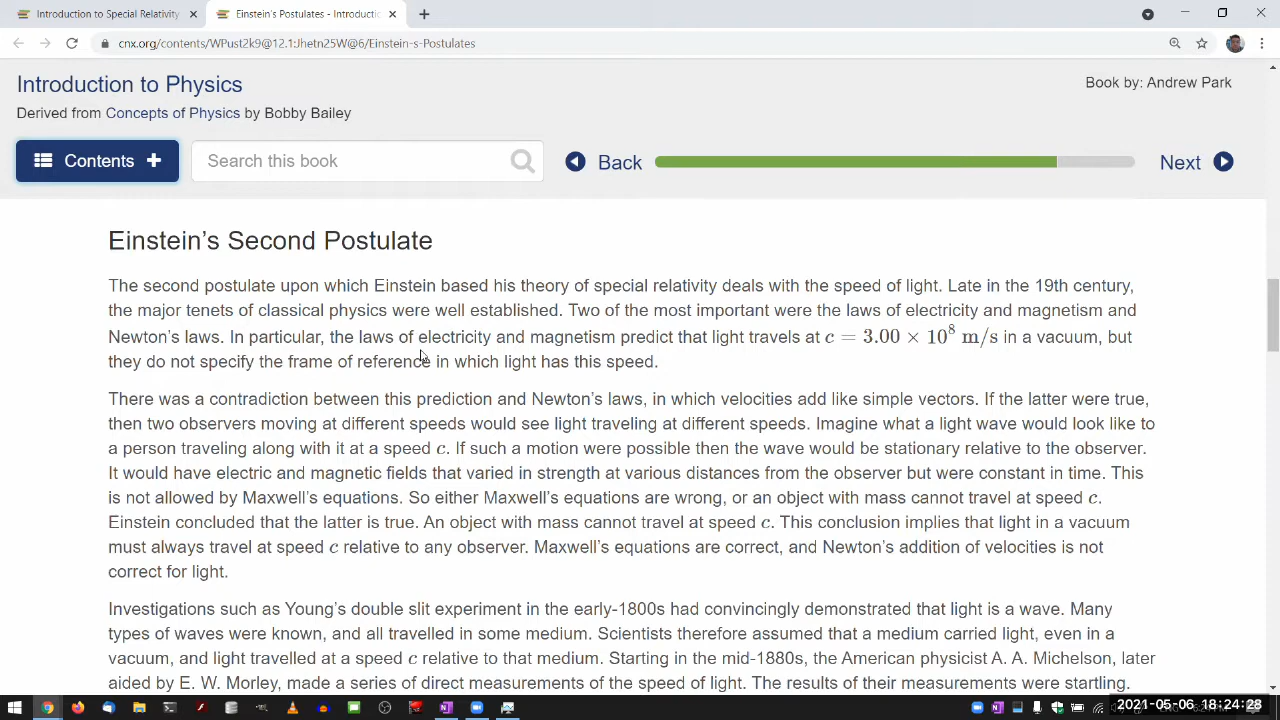 Introduction to Special Relativity
Einstein's Postulates - Introducti
cnx.org/contents/WPust2k9@12.1:Jhetn25W@6/Einstein-s-Postulates
Introduction to Physics
Book by: Andrew Park
Derived from Concepts of Physics by Bobby Bailey
Contents
Search this book
Back
Next
Einstein's Second Postulate
The second postulate upon which Einstein based his theory of special relativity deals with the speed of light. Late in the 19th century,
the major tenets of classical physics were well established. Two of the most important were the laws of electricity and magnetism and
Newton's laws. In particular, the laws of electricity and magnetism predict that light travels at c = 3.00 × 10⁸ m/s in a vacuum, but
they do not specify the frame of reference in which light has this speed.
There was a contradiction between this prediction and Newton's laws, in which velocities add like simple vectors. If the latter were true,
then two observers moving at different speeds would see light traveling at different speeds. Imagine what a light wave would look like to
a person traveling along with it at a speed c. If such a motion were possible then the wave would be stationary relative to the observer.
It would have electric and magnetic fields that varied in strength at various distances from the observer but were constant in time. This
is not allowed by Maxwell's equations. So either Maxwell's equations are wrong, or an object with mass cannot travel at speed c.
Einstein concluded that the latter is true. An object with mass cannot travel at speed c. This conclusion implies that light in a vacuum
must always travel at speed c relative to any observer. Maxwell's equations are correct, and Newton's addition of velocities is not
correct for light.
Investigations such as Young's double slit experiment in the early-1800s had convincingly demonstrated that light is a wave. Many
types of waves were known, and all travelled in some medium. Scientists therefore assumed that a medium carried light, even in a
vacuum, and light travelled at a speed c relative to that medium. Starting in the mid-1880s, the American physicist A. A. Michelson, later
aided by E. W. Morley, made a series of direct measurements of the speed of light. The results of their measurements were startling.
2021-05-06 18:24:28